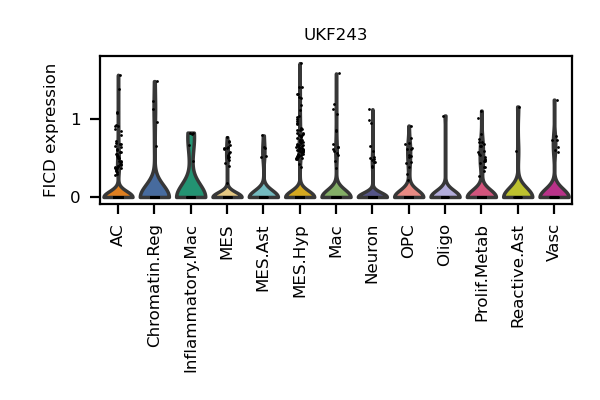 UKF243
FICD expression
1
0
AC
Chromatin.Reg
Inflammatory.Mac
MES
MES.Ast
MES.Hyp
Mac
Neuron
OPC
Oligo
Prolif.Metab
Reactive.Ast
Vasc